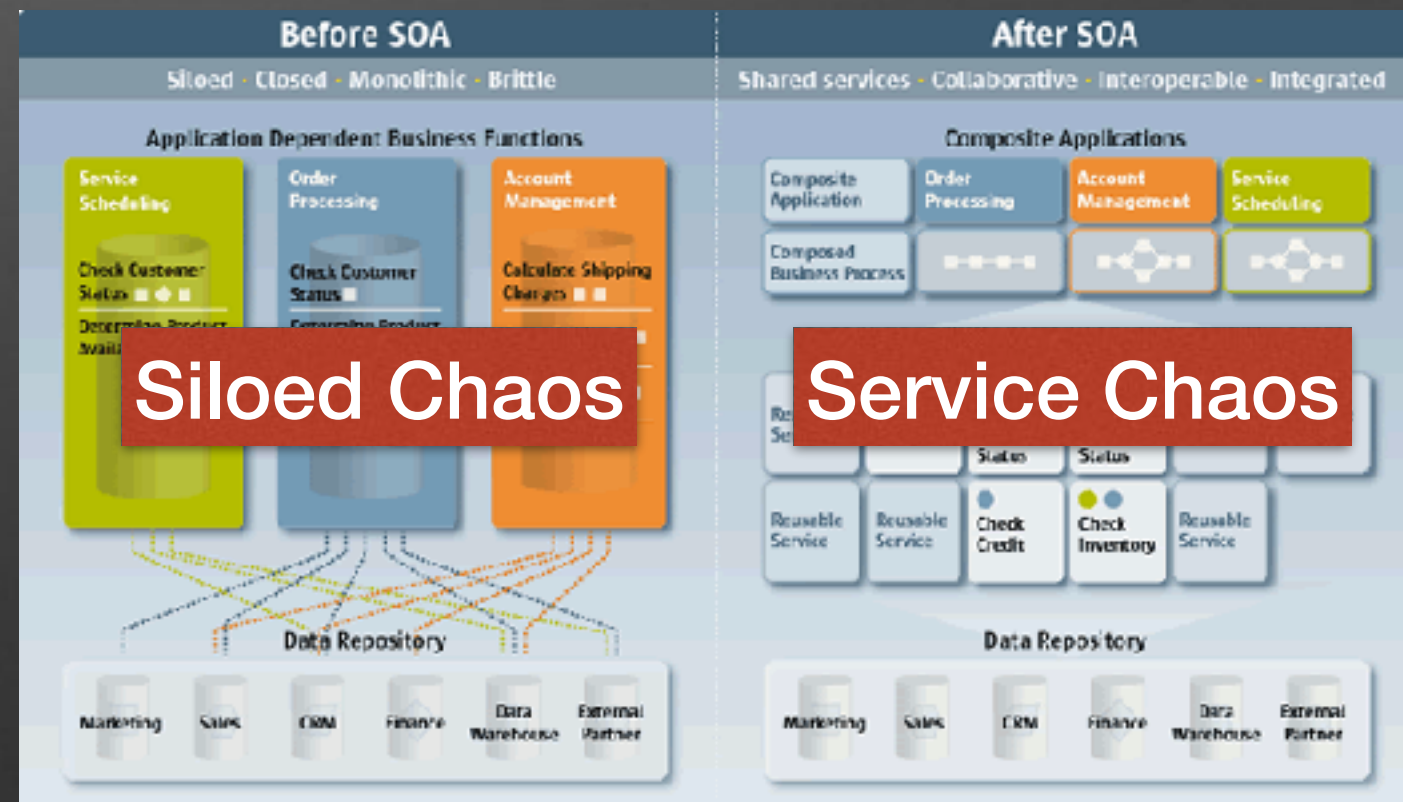 Before SOA
Siloed - Closed - Monolithic - Brittle
Application Dependent Business Functions
Service
Scheduling
Check Customer
Status
Determine Product
Order
Processing
Check Customer
Status
Determine Product
Account
Management
Calculate Shipping
Charges
Siloed Chaos
Data Repository
Marketing
Sales
CRM
Finance
Data
Warehouse
External
Partner
After SOA
Shared services - Collaborative - Interoperable - Integrated
Composite Applications
Composite
Application
Order
Processing
Account
Management
Service
Scheduling
Composed
Business Process
Service Chaos
Status
Status
Reusable
Service
Reusable
Service
Check
Credit
Check
Inventory
Reusable
Service
Data Repository
Marketing
Sales
CRM
Finance
Data
Warehouse
External
Partner